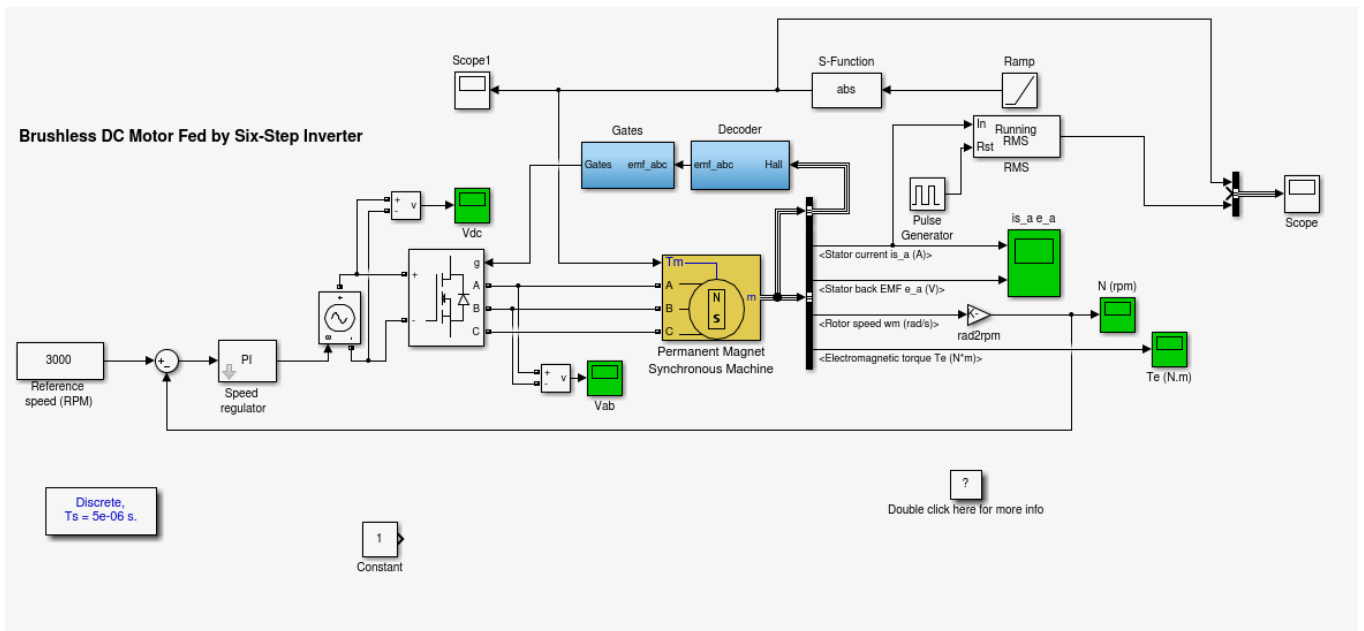 Scope1
S-Function
abs
Ramp
Brushless DC Motor Fed by Six-Step Inverter
Gates
Gates
emf_abc
Decoder
emf_abc
Hall
In
Rst
Running
RMS
RMS
Pulse
Generator
Scope
+
-
v
Vdc
is_a e_a
g
A
B
C
+
-
Tm
A
B
C
N
S
m
Permanent Magnet
Synchronous Machine
<Stator current is_a (A)>
<Stator back EMF e_a (V)>
<Rotor speed wm (rad/s)>
<Electromagnetic torque Te (N*m)>
K-
rad2rpm
N (rpm)
Te (N.m)
+
-
3000
Reference
speed (RPM)
+
-
PI
Speed
regulator
+
-
v
Vab
Discrete,
Ts = 5e-06 s.
1
Constant
?
Double click here for more info